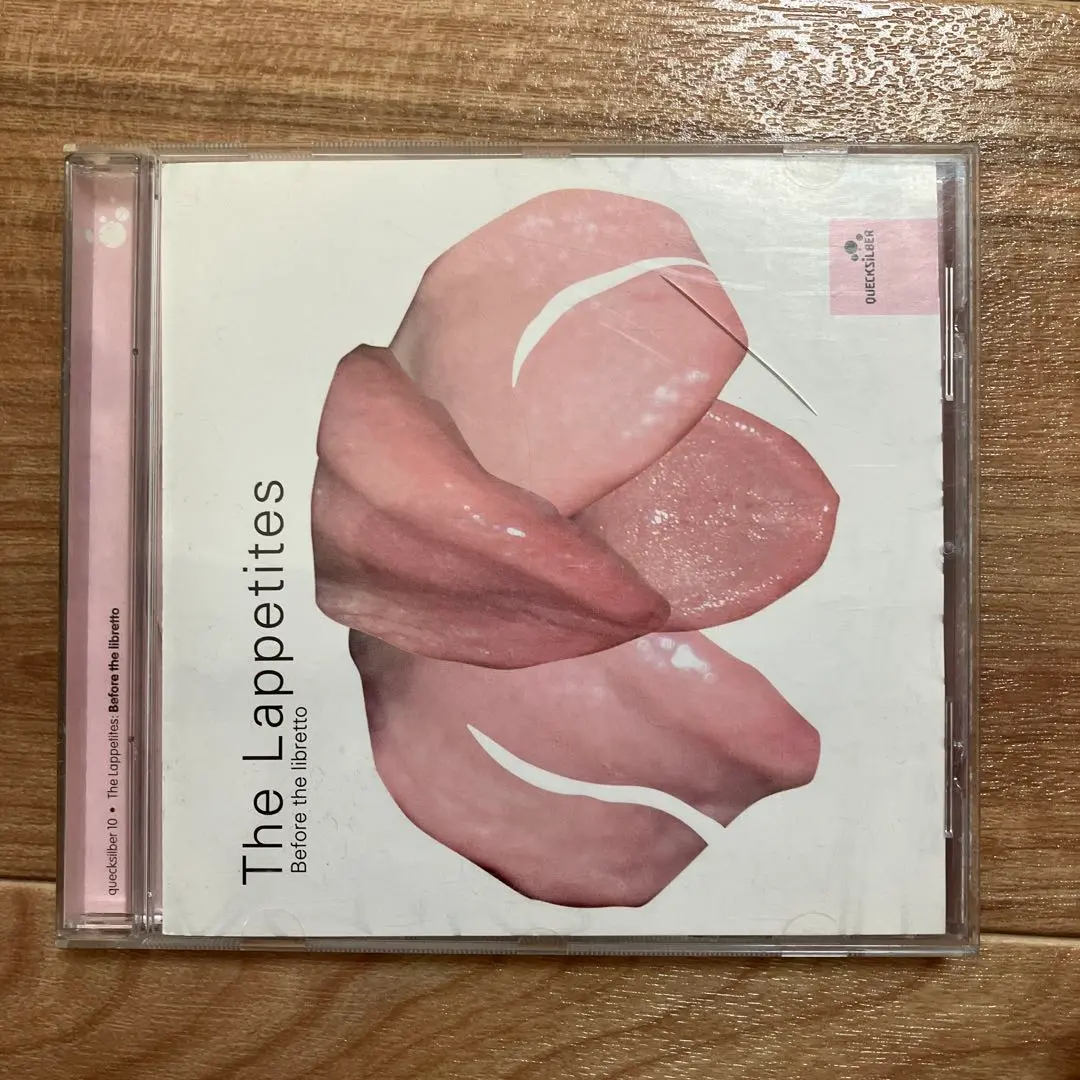 quecksilber 10 • The Lappetites: Before the libretto
The Lappetites
Before the libretto
QUECKSiLBER